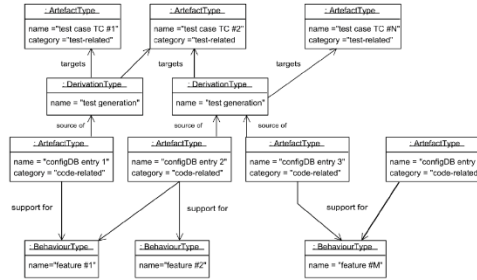 : ArtefactType
name ="test case TC #1"
category ="test-related"
: ArtefactType
name ="test case TC #2"
category ="test-related
: ArtefactType
name ="test case TC #N"
category ="test-related"
targets
targets
targets
: DerivationType
name = "test generation"
: DerivationType
name = "test generation"
source of
source of
source of
: ArtefactType
name = "configDB entry 1"
category = "code-related"
: ArtefactType
name = "configDB entry 2"
category = "code-related"
: ArtefactType
name = "configDB entry 3"
category = "code-related"
: ArtefactType
name = "configDB entry
category = "code-related
support for
support for
support for
: BehaviourType
name="feature #1"
: BehaviourType
name="feature #2"
: BehaviourType
name = "feature #M"